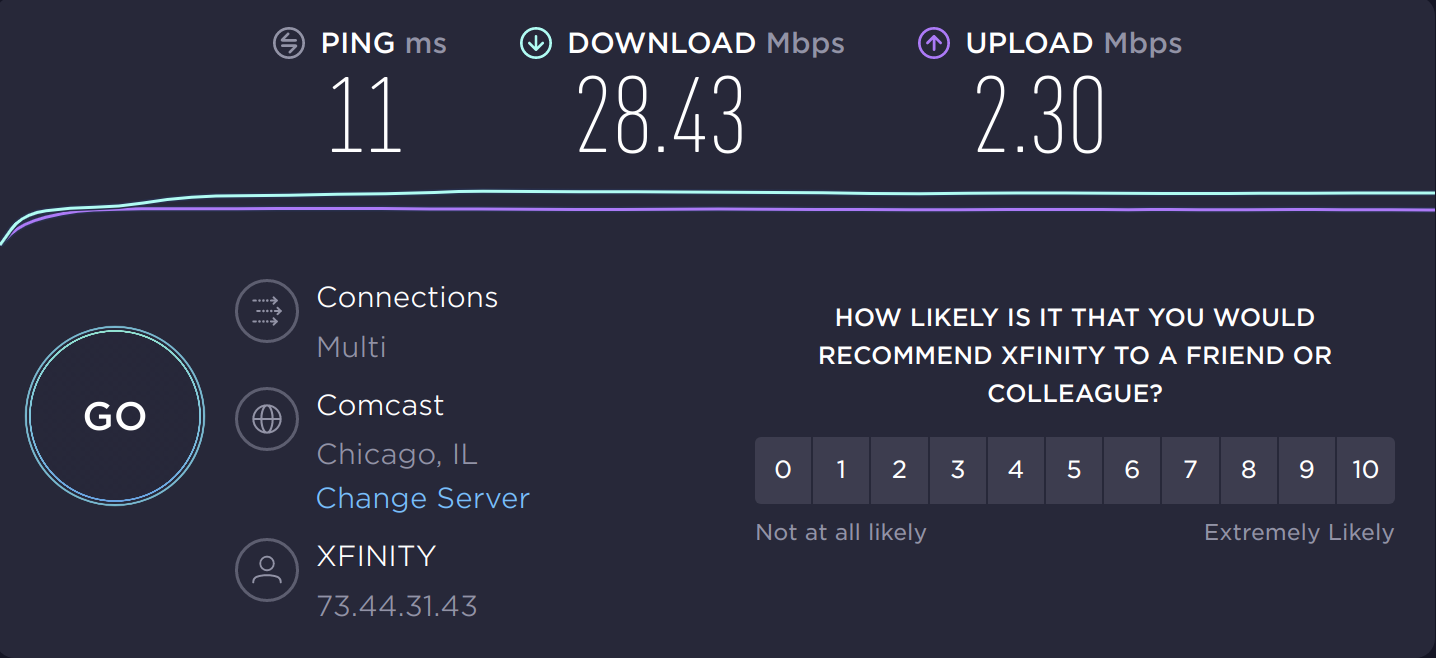 PING ms
DOWNLOAD Mbps
UPLOAD Mbps
11
28.43
2.30
GO
Connections
Multi
Comcast
Chicago, IL
Change Server
XFINITY
73.44.31.43
HOW LIKELY IS IT THAT YOU WOULD
RECOMMEND XFINITY TO A FRIEND OR
COLLEAGUE?
0 1 2 3 4 5 6 7 8 9 10
Not at all likely
Extremely Likely